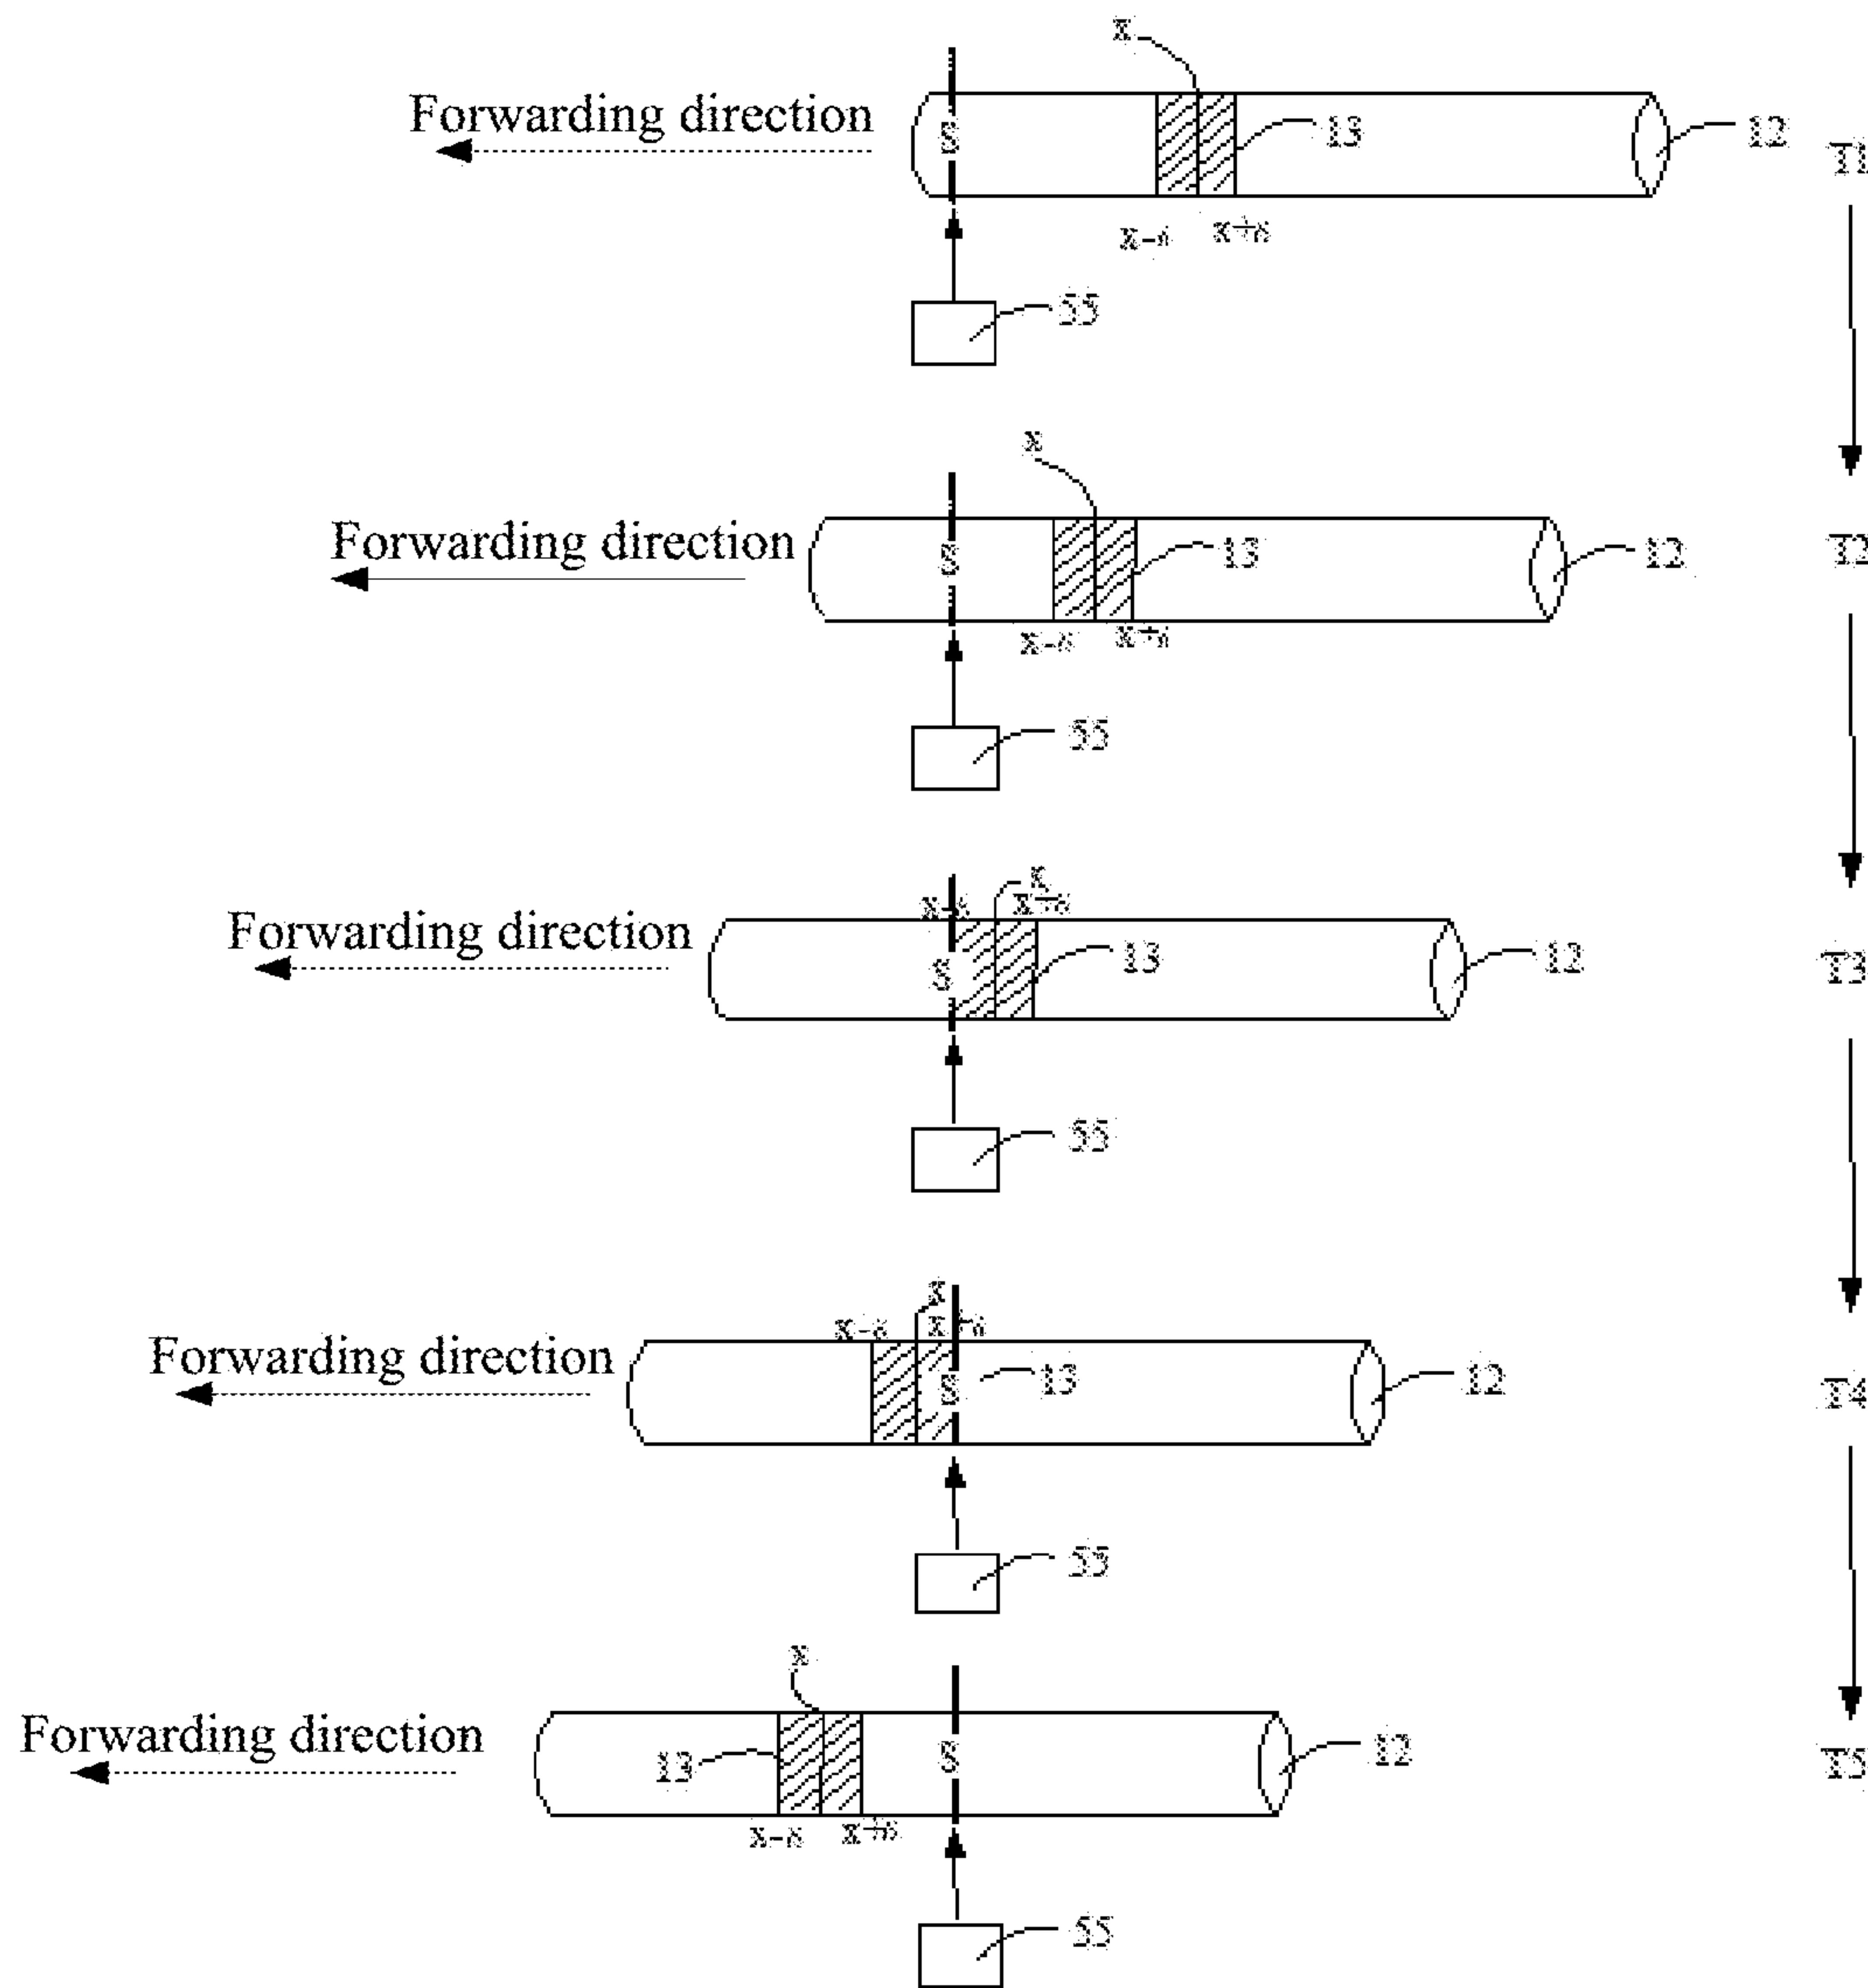 x
Forwarding direction
S
13
12
T1
x-δ
x+δ
55
x
Forwarding direction
S
13
12
T2
x-δ
x+δ
55
x
x-δ
x+δ
Forwarding direction
S
13
12
T3
55
x
x-δ
x+δ
Forwarding direction
S
13
12
T4
55
x
Forwarding direction
13
S
12
T5
x-δ
x+δ
55